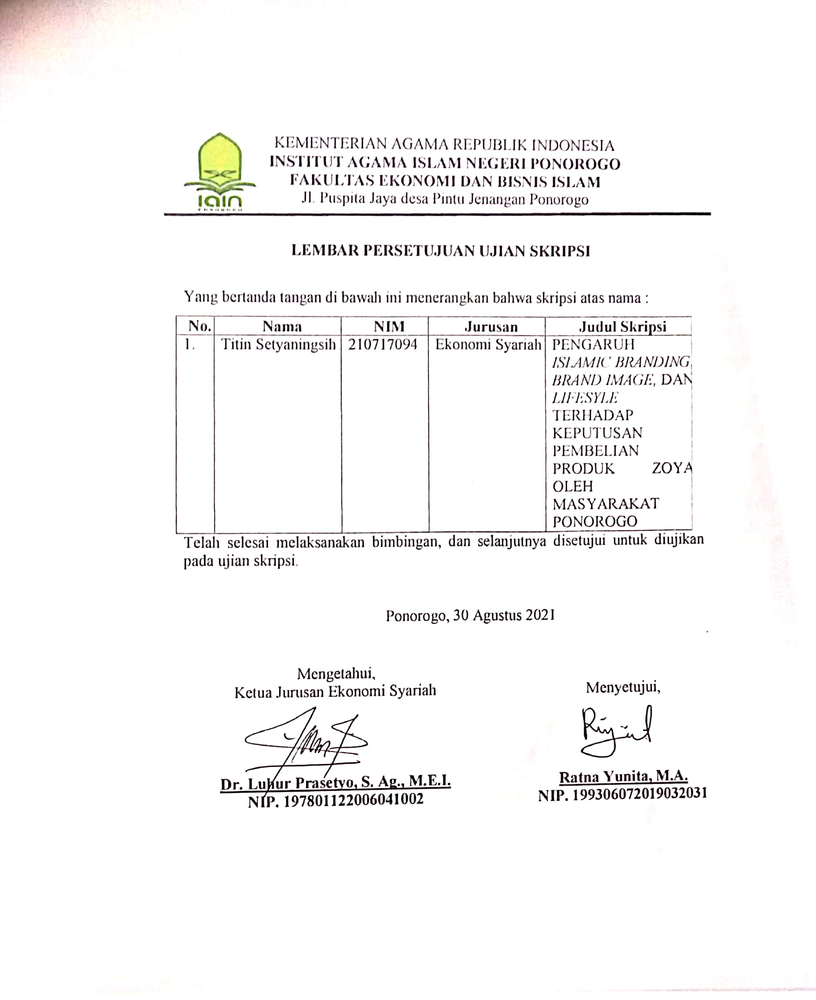 KEMENTERIAN AGAMA REPUBLIK INDONESIA
INSTITUT AGAMA ISLAM NEGERI PONOROGO
FAKULTAS EKONOMI DAN BISNIS ISLAM
Jl. Puspita Jaya desa Pintu Jenangan Ponorogo
iain
PONOROGO
LEMBAR PERSETUJUAN UJIAN SKRIPSI
Yang bertanda tangan di bawah ini menerangkan bahwa skripsi atas nama :
No. Nama NIM Jurusan Judul Skripsi
1. Titin Setyaningsih 210717094 Ekonomi Syariah PENGARUH
ISLAMIC BRANDING,
BRAND IMAGE, DAN
LIFESYLE
TERHADAP
KEPUTUSAN
PEMBELIAN
PRODUK ZOYA
OLEH
MASYARAKAT
PONOROGO
Telah selesai melaksanakan bimbingan, dan selanjutnya disetujui untuk diujikan
pada ujian skripsi.
Ponorogo, 30 Agustus 2021
Mengetahui,
Ketua Jurusan Ekonomi Syariah
Dr. Luhur Prasetyo, S. Ag., M.E.I.
NIP. 197801122006041002
Menyetujui,
Ratna Yunita, M.A.
NIP. 199306072019032031